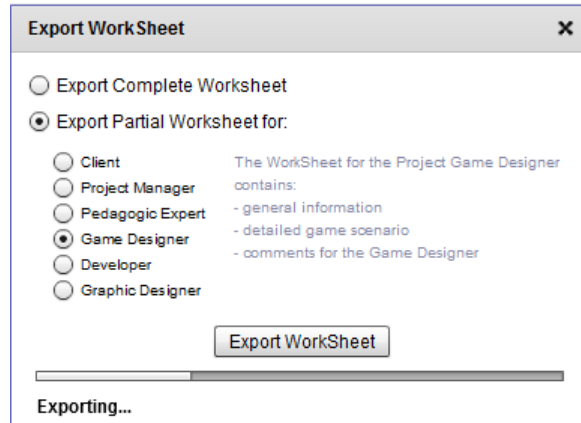 Export WorkSheet
Export Complete Worksheet
Export Partial Worksheet for:
Client
Project Manager
Pedagogic Expert
Game Designer
Developer
Graphic Designer
The WorkSheet for the Project Game Designer
contains:
- general information
- detailed game scenario
- comments for the Game Designer
Export WorkSheet
Exporting...